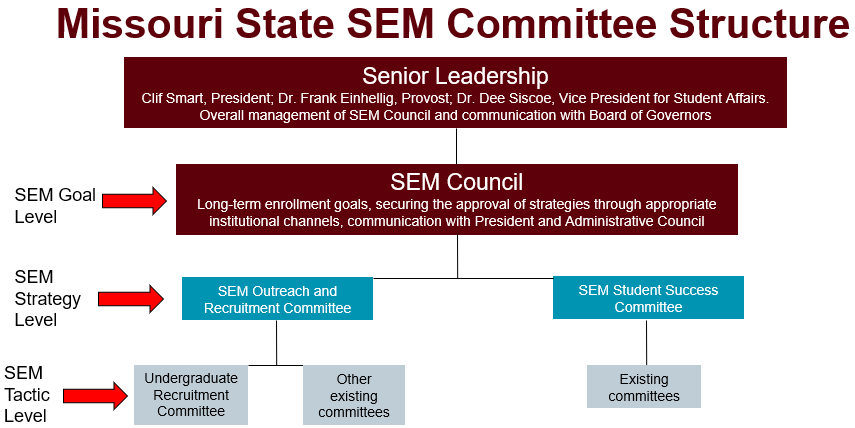 Missouri State SEM Committee Structure
Senior Leadership
Clif Smart, President; Dr. Frank Einhellig, Provost; Dr. Dee Siscoe, Vice President for Student Affairs.
Overall management of SEM Council and communication with Board of Governors
SEM Goal
Level
SEM Council
Long-term enrollment goals, securing the approval of strategies through appropriate
institutional channels, communication with President and Administrative Council
SEM
Strategy
Level
SEM Outreach and
Recruitment Committee
SEM Student Success
Committee
SEM
Tactic
Level
Undergraduate
Recruitment
Committee
Other
existing
committees
Existing
committees